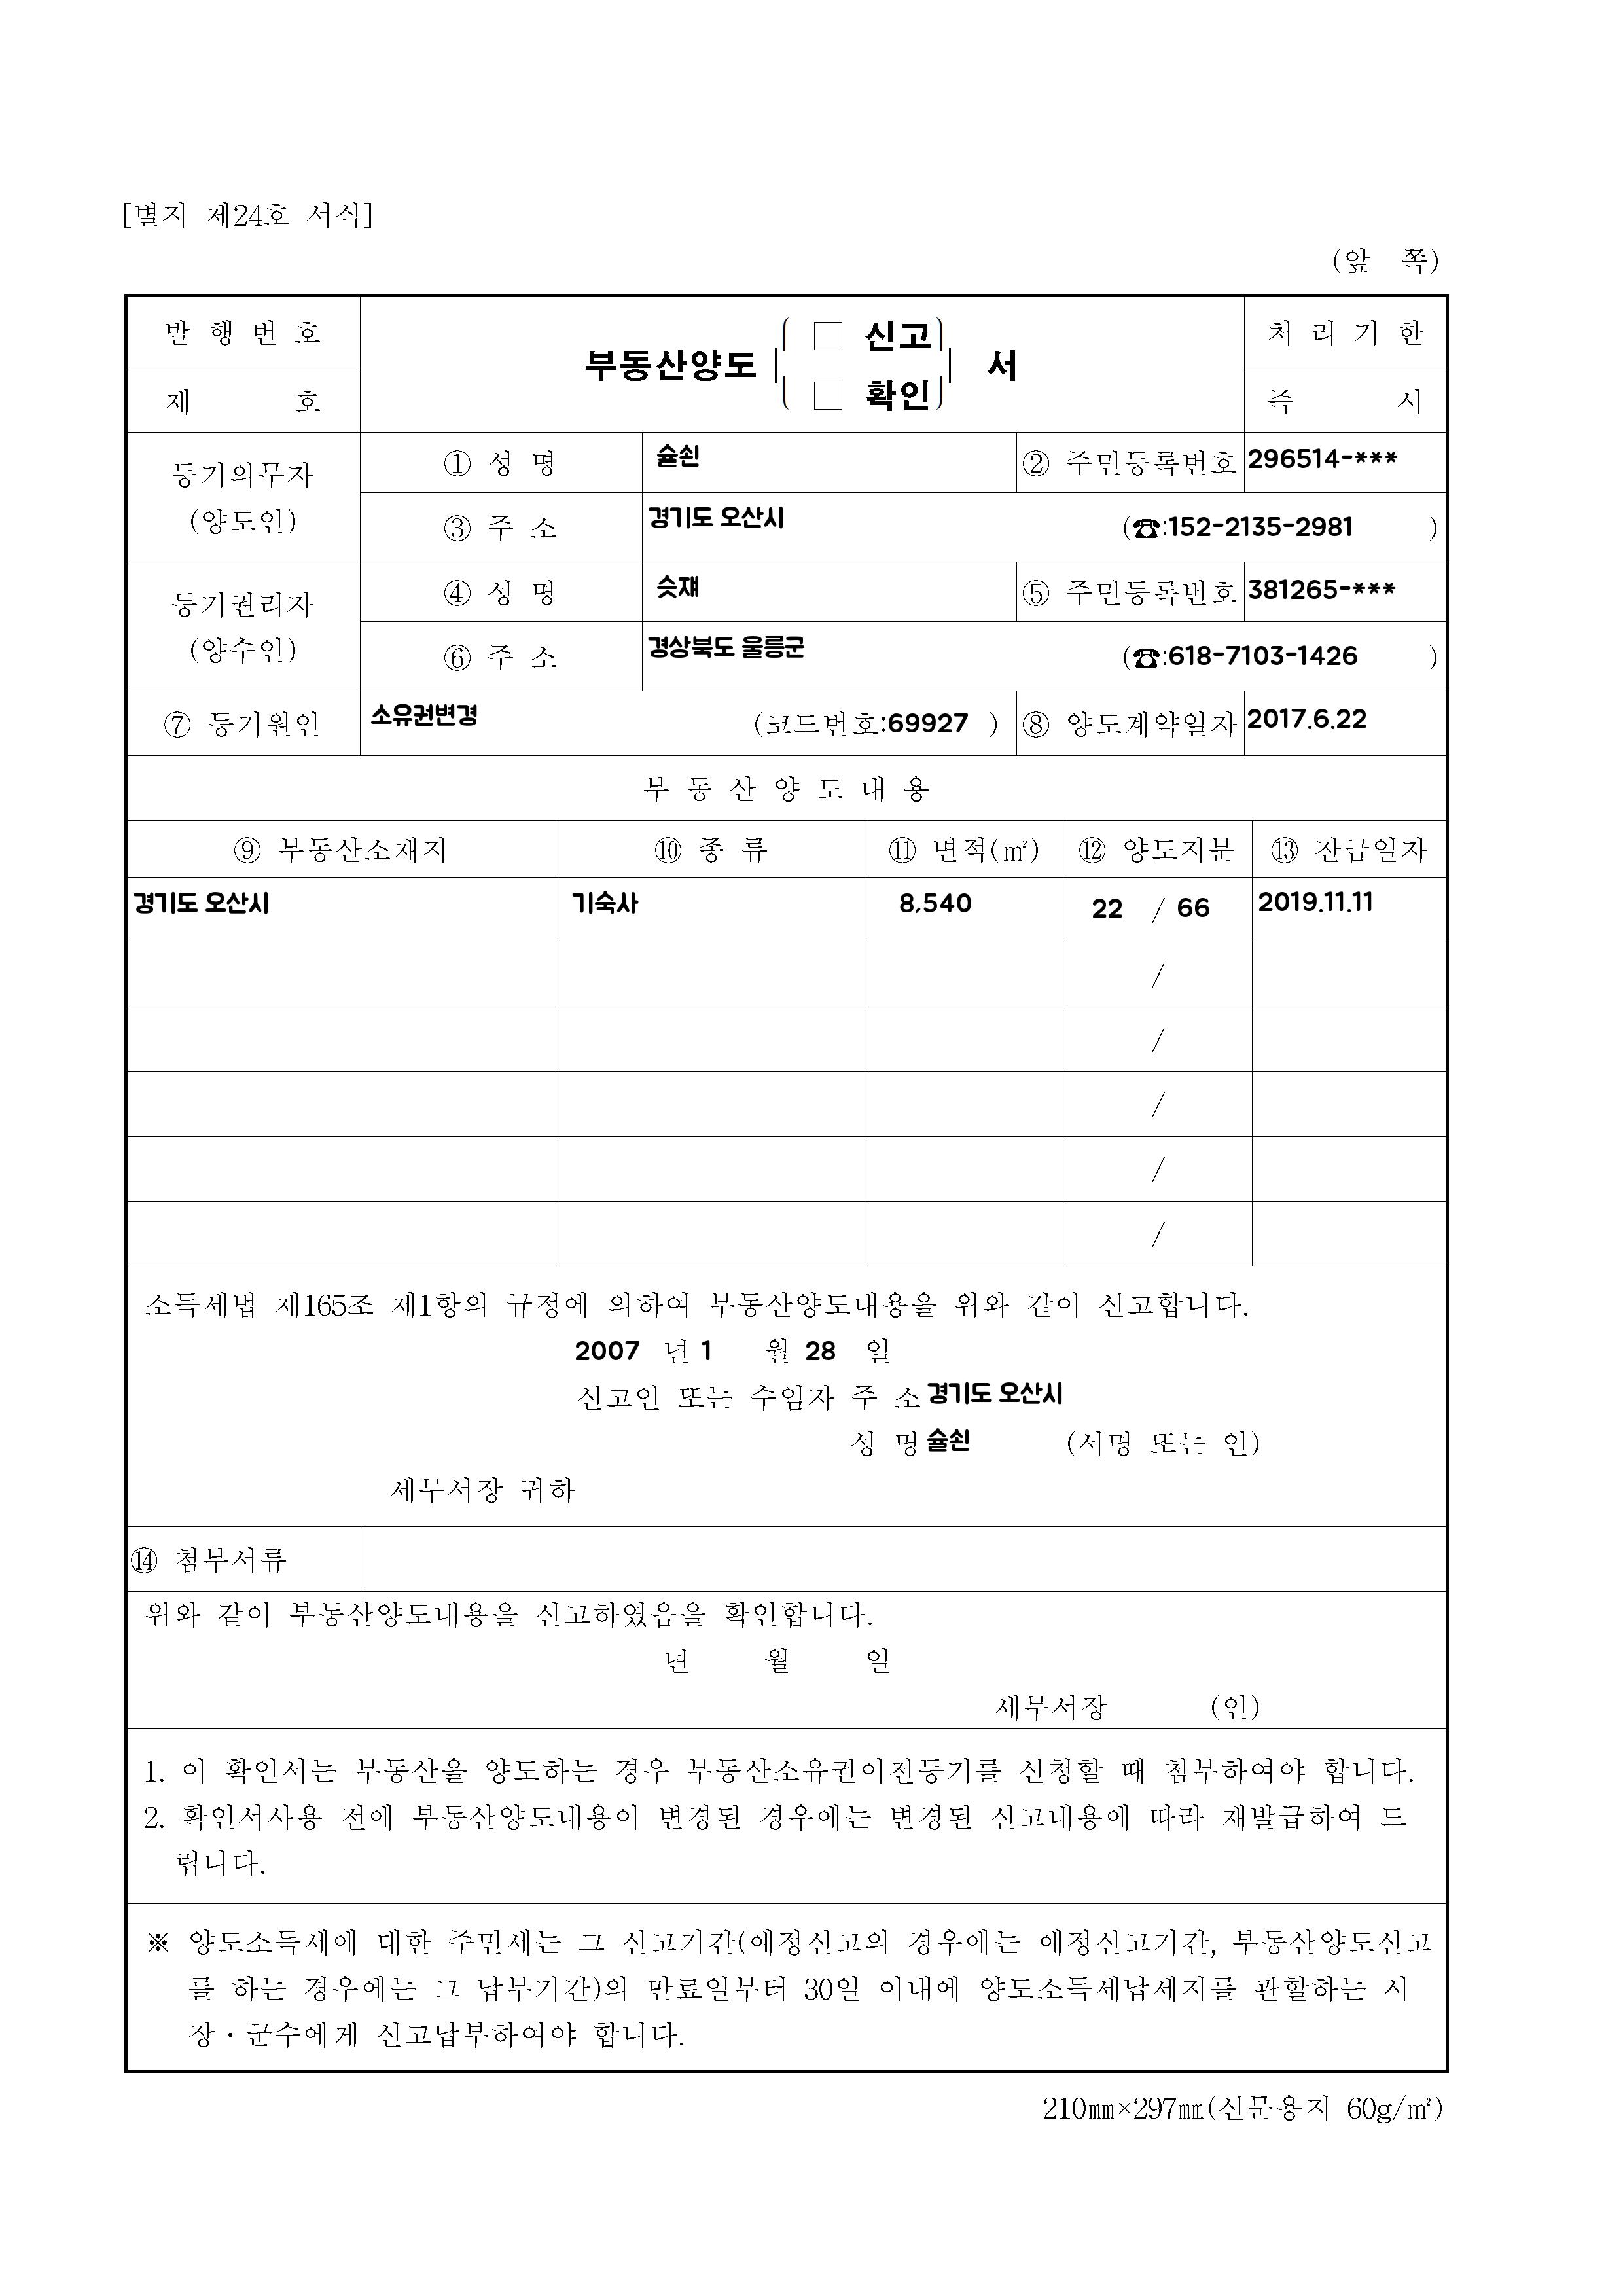 [별지 제24호 서식]
(앞 쪽)
발 행 번 호
제 호
부동산양도 □ 신고 □ 확인 서
처 리 기 한
즉 시
등기의무자
(양도인)
① 성 명 슐쇤 ② 주민등록번호 296514-***
③ 주 소 경기도 오산시 (☎:152-2135-2981 )
등기권리자
(양수인)
④ 성 명 슷쟤 ⑤ 주민등록번호 381265-***
⑥ 주 소 경상북도 울릉군 (☎:618-7103-1426 )
⑦ 등기원인 소유권변경 (코드번호:69927 ) ⑧ 양도계약일자 2017.6.22
부 동 산 양 도 내 용
⑨ 부동산소재지 ⑩ 종 류 ⑪ 면적(㎡) ⑫ 양도지분 ⑬ 잔금일자
경기도 오산시 기숙사 8,540 22 / 66 2019.11.11
/
/
/
/
/
소득세법 제165조 제1항의 규정에 의하여 부동산양도내용을 위와 같이 신고합니다.
2007 년 1 월 28 일
신고인 또는 수임자 주 소 경기도 오산시
성 명 슐쇤 (서명 또는 인)
세무서장 귀하
⑭ 첨부서류
위와 같이 부동산양도내용을 신고하였음을 확인합니다.
년 월 일
세무서장 (인)
1. 이 확인서는 부동산을 양도하는 경우 부동산소유권이전등기를 신청할 때 첨부하여야 합니다.
2. 확인서사용 전에 부동산양도내용이 변경된 경우에는 변경된 신고내용에 따라 재발급하여 드
립니다.
※ 양도소득세에 대한 주민세는 그 신고기간(예정신고의 경우에는 예정신고기간, 부동산양도신고
를 하는 경우에는 그 납부기간)의 만료일부터 30일 이내에 양도소득세납세지를 관할하는 시
장·군수에게 신고납부하여야 합니다.
210㎜×297㎜(신문용지 60g/㎡)